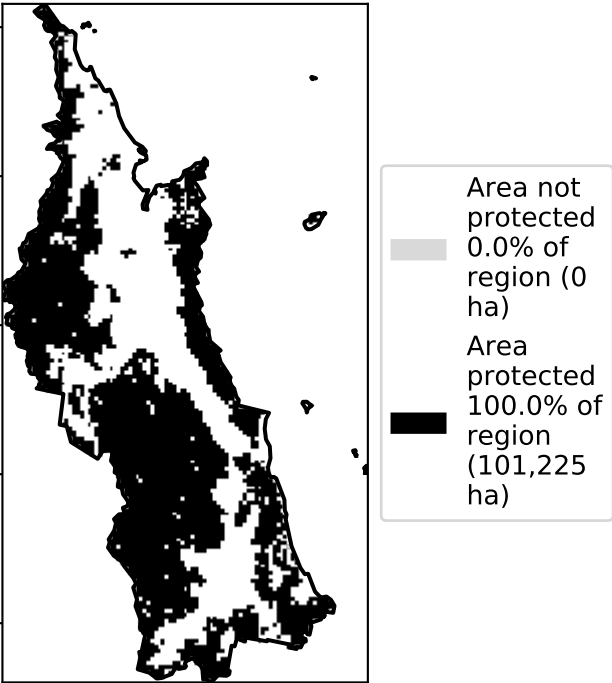 Area not
protected
0.0% of
region (0
ha)
Area
protected
100.0% of
region
(101,225
ha)